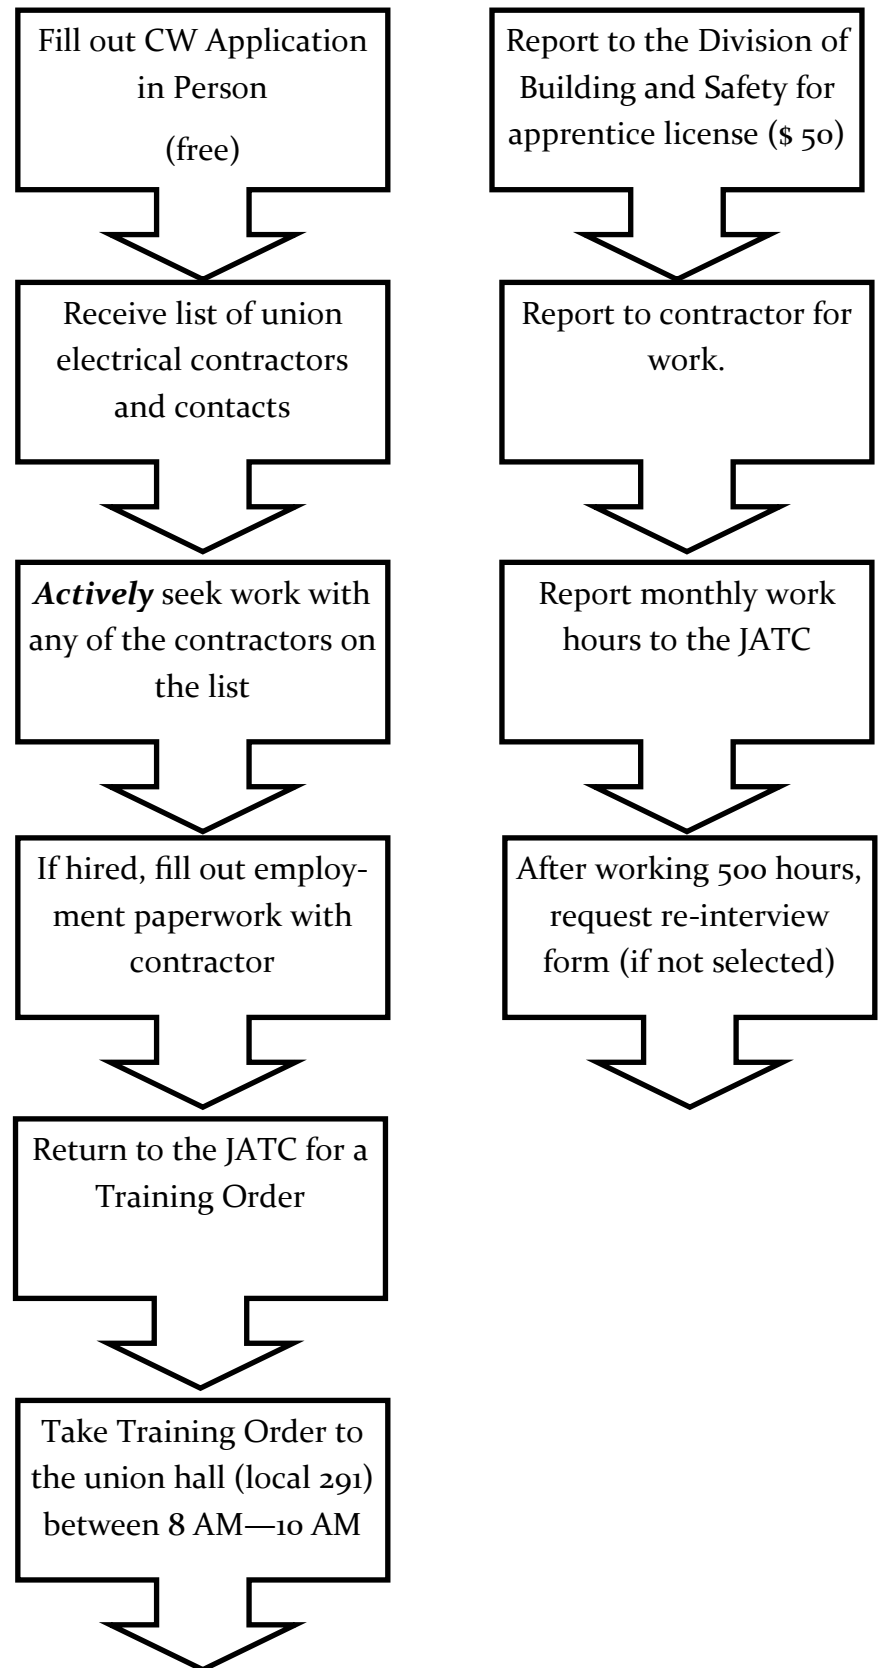 Fill out CW Application
in Person
(free)
Receive list of union
electrical contractors
and contacts
Actively seek work with
any of the contractors on
the list
If hired, fill out employ-
ment paperwork with
contractor
Return to the JATC for a
Training Order
Take Training Order to
the union hall (local 291)
between 8 AM—10 AM
Report to the Division of
Building and Safety for
apprentice license ($ 50)
Report to contractor for
work.
Report monthly work
hours to the JATC
After working 500 hours,
request re-interview
form (if not selected)